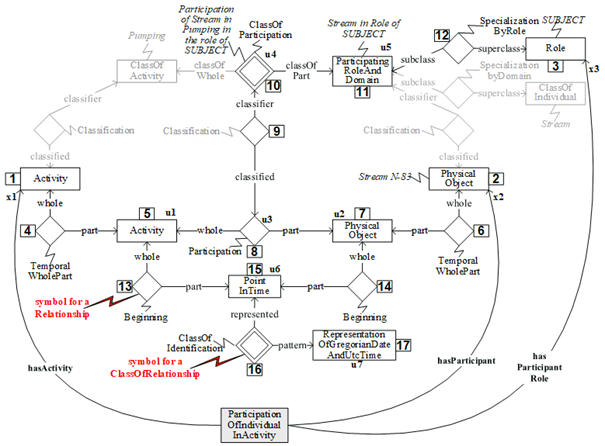 Participation
of Stream in
Pumping in
the role of
SUBJECT
ClassOf
Participation
u4
Stream in Role of
SUBJECT
u5
12
Specialization
ByRole
SUBJECT
Pumping
ClassOf
Activity
classOf
Whole
10
classOf
Part
Participating
RoleAnd
Domain
11
subclass
superclass
Role
3
x3
subclass
Specialization
byDomain
superclass
ClassOf
Individual
Stream
classifier
classifier
classifier
Classification
Classification
9
Classification
classified
classified
classified
1
Activity
x1
Stream N-83
Physical
Object
2
x2
whole
whole
4
part
5
Activity
u1
whole
u3
8
Participation
part
u2
7
Physical
Object
part
6
Temporal
WholePart
Temporal
WholePart
whole
whole
13
part
15
u6
Point
InTime
part
14
symbol for a
Relationship
Beginning
Beginning
represented
ClassOf
Identification
16
pattern
Representation
OfGregorianDate
AndUtcTime
17
u7
symbol for a
ClassOfRelationship
hasActivity
hasParticipant
has
Participant
Role
Participation
OfIndividual
InActivity